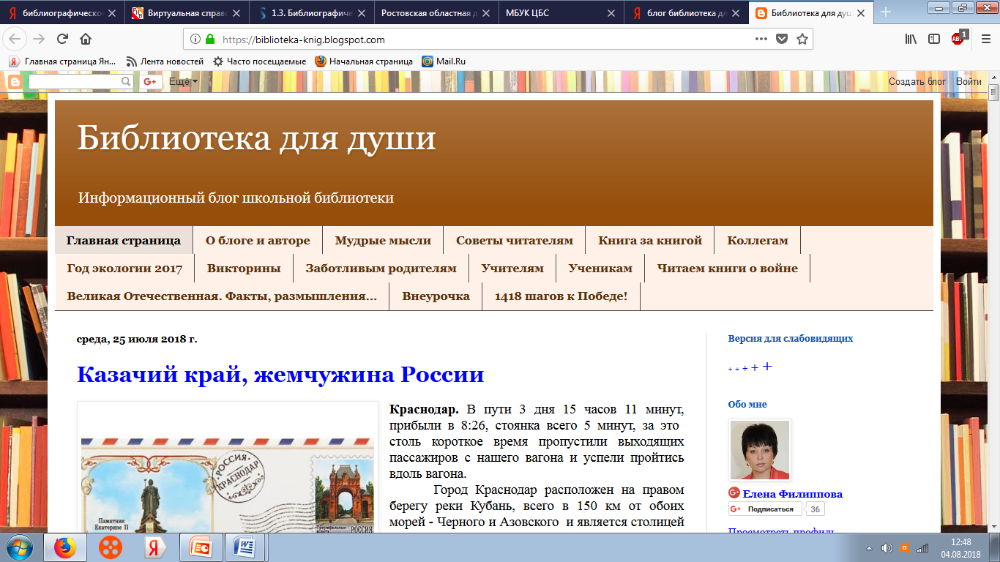 библиографическо
Виртуальная справо
1.3. Библиографиче
Ростовская областная д
МБУК ЦБС
блог библиотека дл
Библиотека для душ
https://biblioteka-knig.blogspot.com
1
Главная страница Ян...
Лента новостей
Часто посещаемые
Начальная страница
Mail.Ru
Ещё
Создать блог
Войти
Библиотека для души
Информационный блог школьной библиотеки
Главная страница
О блоге и авторе
Мудрые мысли
Советы читателям
Книга за книгой
Коллегам
Год экологии 2017
Викторины
Заботливым родителям
Учителям
Ученикам
Читаем книги о войне
Великая Отечественная. Факты, размышления...
Внеурочка
1418 шагов к Победе!
среда, 25 июля 2018 г.
Казачий край, жемчужина России
РОССИЯ
КРАСНОДАР
Памятник
Екатерине II
РОССИЯ
Краснодар. В пути 3 дня 15 часов 11 минут,
прибыли в 8:26, стоянка всего 5 минут, за это
столь короткое время пропустили выходящих
пассажиров с нашего вагона и успели пройтись
вдоль вагона.
Город Краснодар расположен на правом
берегу реки Кубань, всего в 150 км от обоих
морей - Черного и Азовского и является столицей
Версия для слабовидящих
+ + + + +
Обо мне
Елена Филиппова
Подписаться
36
Просмотреть профиль
12:48
04.08.2018